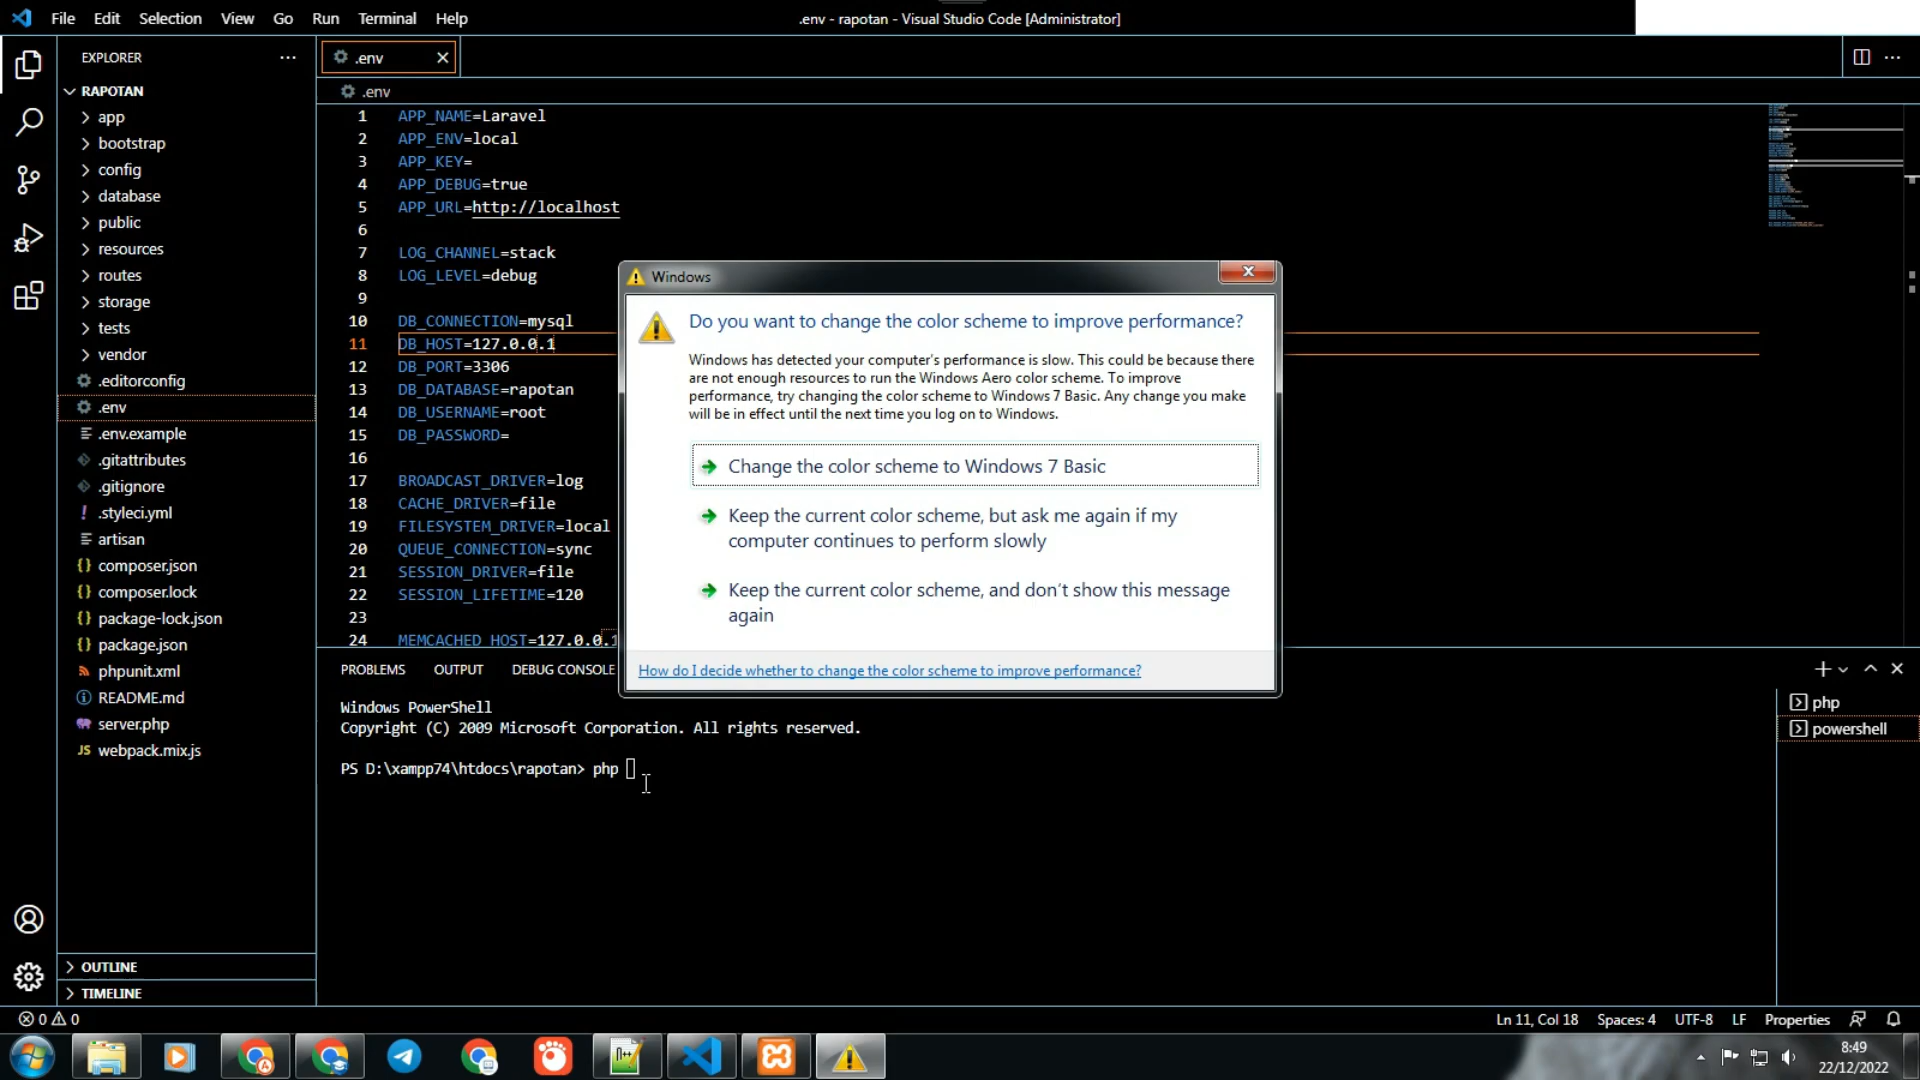 File Edit Selection View Go Run Terminal Help
.env - rapotan - Visual Studio Code [Administrator]
EXPLORER
.env
RAPOTAN
.env
app
bootstrap
config
database
public
resources
routes
storage
tests
vendor
.editorconfig
.env
.env.example
.gitattributes
.gitignore
.styleci.yml
artisan
composer.json
composer.lock
package-lock.json
package.json
phpunit.xml
README.md
server.php
webpack.mix.js
OUTLINE
TIMELINE
1 APP_NAME=Laravel
2 APP_ENV=local
3 APP_KEY=
4 APP_DEBUG=true
5 APP_URL=http://localhost
6
7 LOG_CHANNEL=stack
8 LOG_LEVEL=debug
9
10 DB_CONNECTION=mysql
11 DB_HOST=127.0.0.1
12 DB_PORT=3306
13 DB_DATABASE=rapotan
14 DB_USERNAME=root
15 DB_PASSWORD=
16
17 BROADCAST_DRIVER=log
18 CACHE_DRIVER=file
19 FILESYSTEM_DRIVER=local
20 QUEUE_CONNECTION=sync
21 SESSION_DRIVER=file
22 SESSION_LIFETIME=120
23
24 MEMCACHED_HOST=127.0.0.1
Windows
Do you want to change the color scheme to improve performance?
Windows has detected your computer's performance is slow. This could be because there
are not enough resources to run the Windows Aero color scheme. To improve
performance, try changing the color scheme to Windows 7 Basic. Any change you make
will be in effect until the next time you log on to Windows.
Change the color scheme to Windows 7 Basic
Keep the current color scheme, but ask me again if my
computer continues to perform slowly
Keep the current color scheme, and don't show this message
again
How do I decide whether to change the color scheme to improve performance?
PROBLEMS OUTPUT DEBUG CONSOLE
Windows PowerShell
Copyright (C) 2009 Microsoft Corporation. All rights reserved.
PS D:\xampp74\htdocs\rapotan> php
php
powershell
0 0
Ln 11, Col 18 Spaces: 4 UTF-8 LF Properties
8:49
22/12/2022